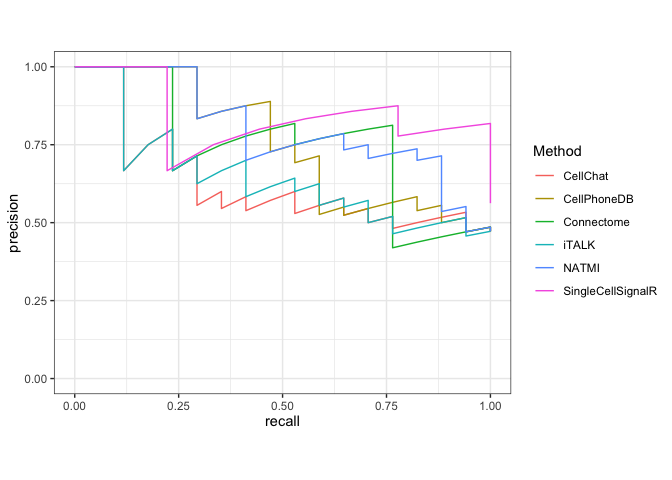 1.00
0.75
0.50
0.25
0.00
precision
0.00 0.25 0.50 0.75 1.00
recall
Method
CellChat
CellPhoneDB
Connectome
iTALK
NATMI
SingleCellSignalR